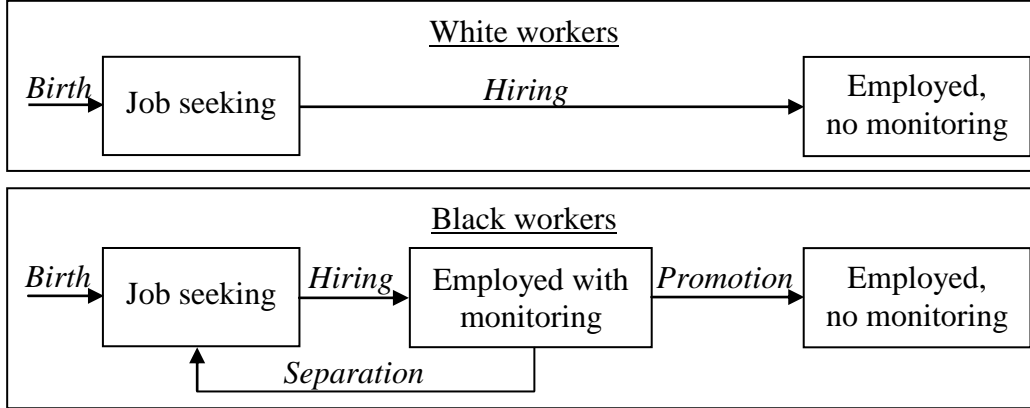 White workers
Birth
Job seeking
Hiring
Employed,
no monitoring
Black workers
Birth
Job seeking
Hiring
Employed with
monitoring
Promotion
Employed,
no monitoring
Separation